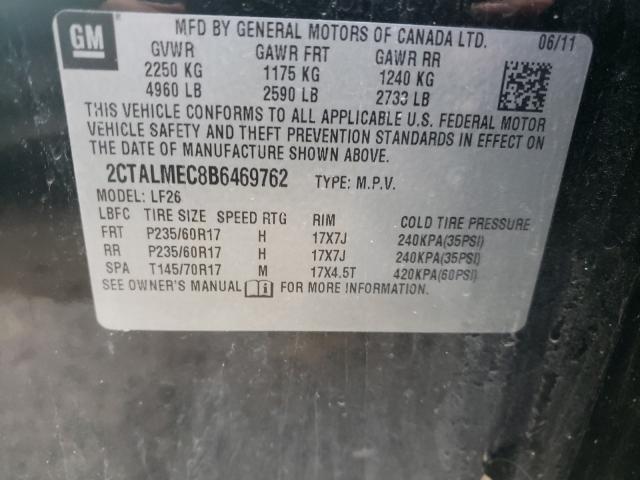 GM
MFD BY GENERAL MOTORS OF CANADA LTD. 06/11
GVWR GAWR FRT GAWR RR
2250 KG 1175 KG 1240 KG
4960 LB 2590 LB 2733 LB
THIS VEHICLE CONFORMS TO ALL APPLICABLE U.S. FEDERAL MOTOR
VEHICLE SAFETY AND THEFT PREVENTION STANDARDS IN EFFECT ON
THE DATE OF MANUFACTURE SHOWN ABOVE.
2CTALMEC8B6469762 TYPE: M.P.V.
MODEL: LF26
LBFC TIRE SIZE SPEED RTG RIM COLD TIRE PRESSURE
FRT P235/60R17 H 17X7J 240KPA(35PSI)
RR P235/60R17 H 17X7J 240KPA(35PSI)
SPA T145/70R17 M 17X4.5T 420KPA(60PSI)
SEE OWNER'S MANUAL i FOR MORE INFORMATION.